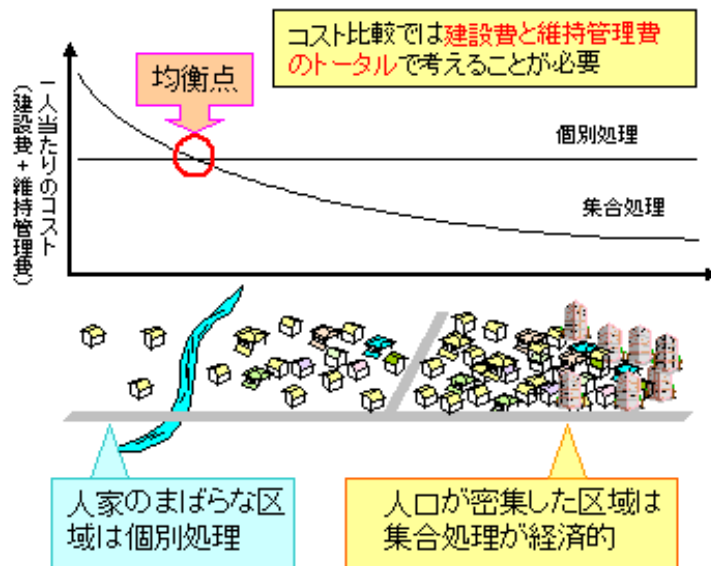 コスト比較では建設費と維持管理費
のトータルで考えることが必要
均衡点
一人当たりのコスト
(建設費+維持管理費)
個別処理
集合処理
人家のまばらな区
域は個別処理
人口が密集した区域は
集合処理が経済的